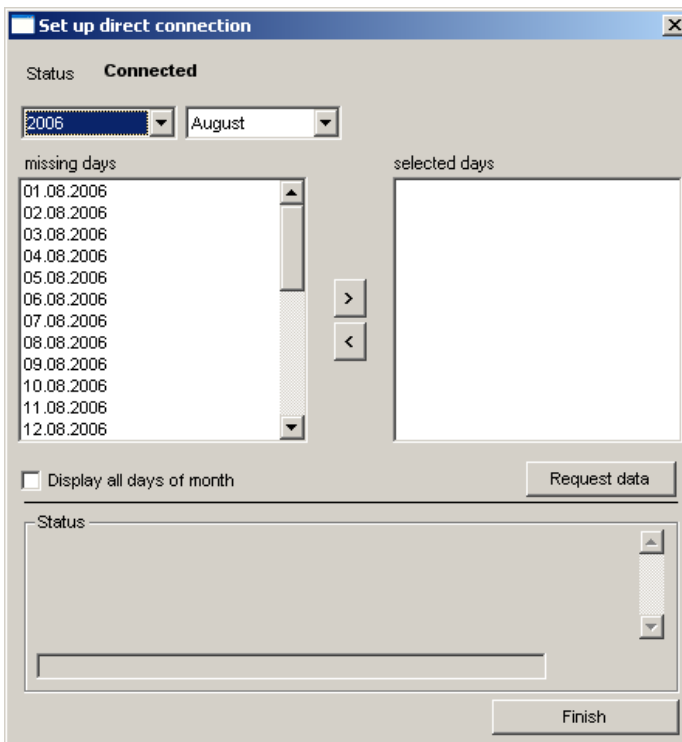 Set up direct connection
Status Connected
2006 August
missing days selected days
01.08.2006
02.08.2006
03.08.2006
04.08.2006
05.08.2006
06.08.2006
07.08.2006
08.08.2006
09.08.2006
10.08.2006
11.08.2006
12.08.2006
>
<
Display all days of month Request data
Status
Finish